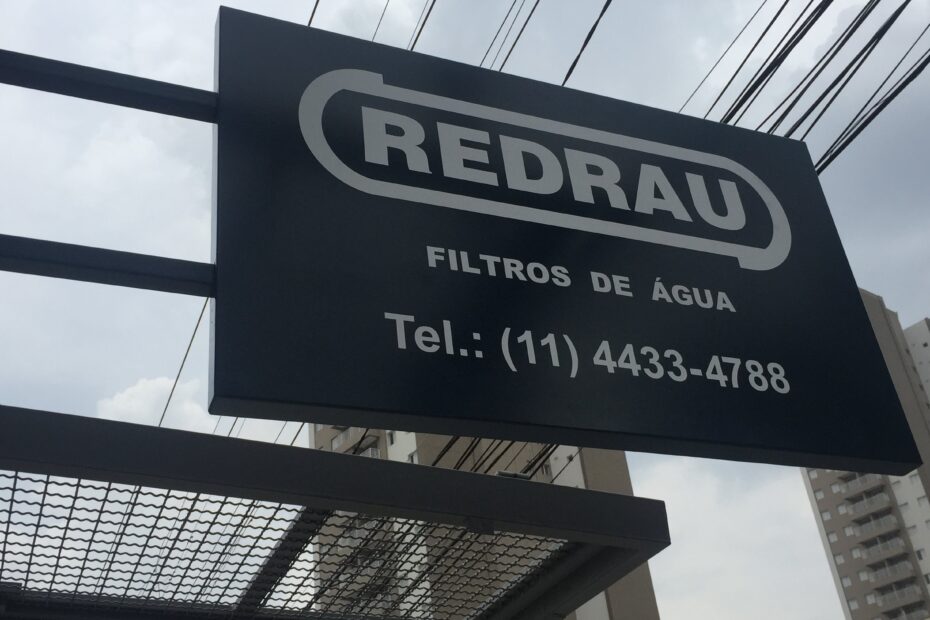 REDRAU
FILTROS DE ÁGUA
Tel.: (11) 4433-4788